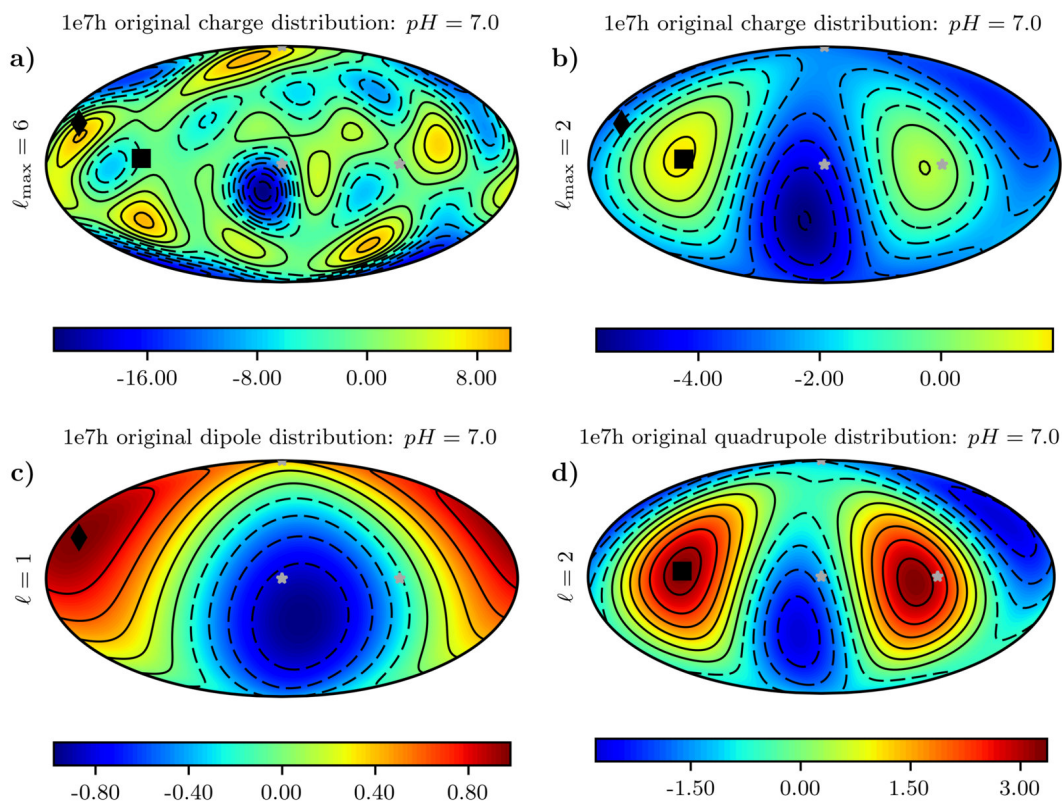 1e7h original charge distribution: pH = 7.0
a)
ℓmax = 6
-16.00 -8.00 0.00 8.00
1e7h original charge distribution: pH = 7.0
b)
ℓmax = 2
-4.00 -2.00 0.00
1e7h original dipole distribution: pH = 7.0
c)
ℓ = 1
-0.80 -0.40 0.00 0.40 0.80
1e7h original quadrupole distribution: pH = 7.0
d)
ℓ = 2
-1.50 0.00 1.50 3.00